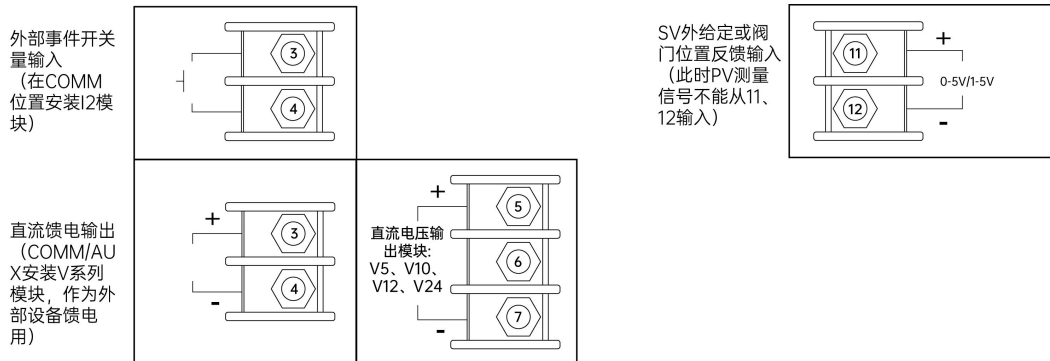 外部事件开关
量输入
（在COMM
位置安装I2模
块）
3
4
SV外给定或阀
门位置反馈输入
（此时PV测量
信号不能从11、
12输入）
11
12
+
0-5V/1-5V
-
直流馈电输出
（COMM/AU
X安装V系列
模块，作为外
部设备馈电
用）
+
-
3
4
+
直流电压输
出模块:
V5、V10、
V12、V24
-
5
6
7